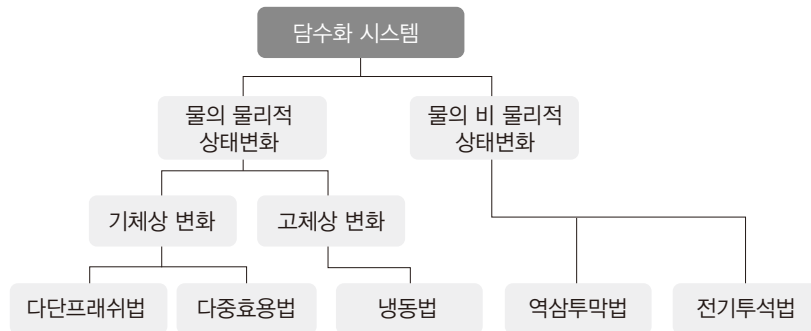 담수화 시스템
물의 물리적
상태변화
물의 비 물리적
상태변화
기체상 변화
고체상 변화
다단프래쉬법
다중효용법
냉동법
역삼투막법
전기투석법